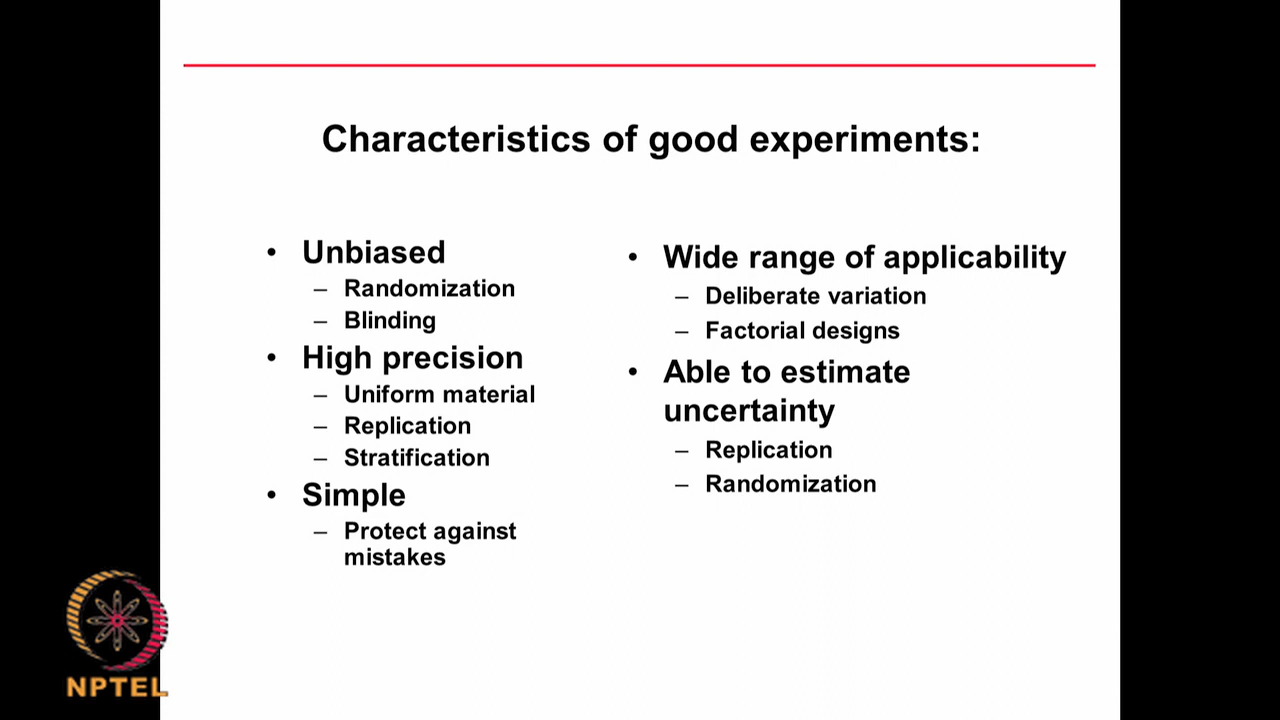 Characteristics of good experiments:
• Unbiased
– Randomization
– Blinding
• High precision
– Uniform material
– Replication
– Stratification
• Simple
– Protect against
mistakes
• Wide range of applicability
– Deliberate variation
– Factorial designs
• Able to estimate
uncertainty
– Replication
– Randomization
NPTEL